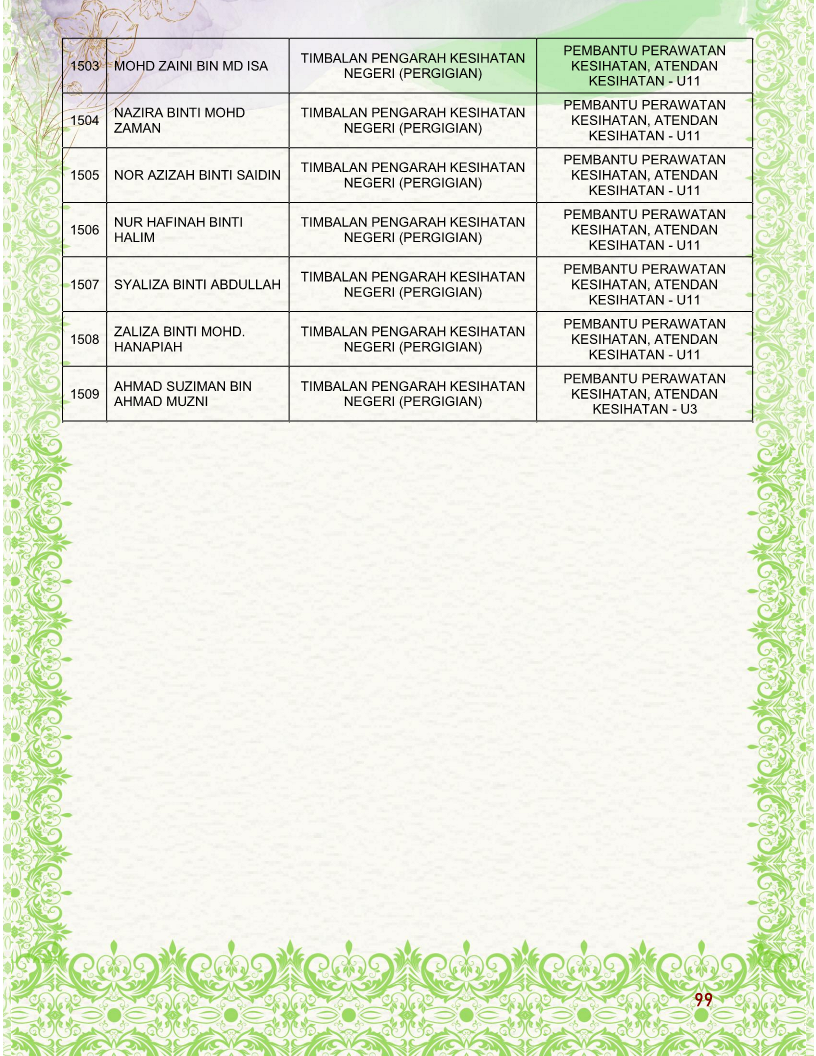 1503 MOHD ZAINI BIN MD ISA TIMBALAN PENGARAH KESIHATAN NEGERI (PERGIGIAN) PEMBANTU PERAWATAN KESIHATAN, ATENDAN KESIHATAN - U11
1504 NAZIRA BINTI MOHD ZAMAN TIMBALAN PENGARAH KESIHATAN NEGERI (PERGIGIAN) PEMBANTU PERAWATAN KESIHATAN, ATENDAN KESIHATAN - U11
1505 NOR AZIZAH BINTI SAIDIN TIMBALAN PENGARAH KESIHATAN NEGERI (PERGIGIAN) PEMBANTU PERAWATAN KESIHATAN, ATENDAN KESIHATAN - U11
1506 NUR HAFINAH BINTI HALIM TIMBALAN PENGARAH KESIHATAN NEGERI (PERGIGIAN) PEMBANTU PERAWATAN KESIHATAN, ATENDAN KESIHATAN - U11
1507 SYALIZA BINTI ABDULLAH TIMBALAN PENGARAH KESIHATAN NEGERI (PERGIGIAN) PEMBANTU PERAWATAN KESIHATAN, ATENDAN KESIHATAN - U11
1508 ZALIZA BINTI MOHD. HANAPIAH TIMBALAN PENGARAH KESIHATAN NEGERI (PERGIGIAN) PEMBANTU PERAWATAN KESIHATAN, ATENDAN KESIHATAN - U11
1509 AHMAD SUZIMAN BIN AHMAD MUZNI TIMBALAN PENGARAH KESIHATAN NEGERI (PERGIGIAN) PEMBANTU PERAWATAN KESIHATAN, ATENDAN KESIHATAN - U3
99